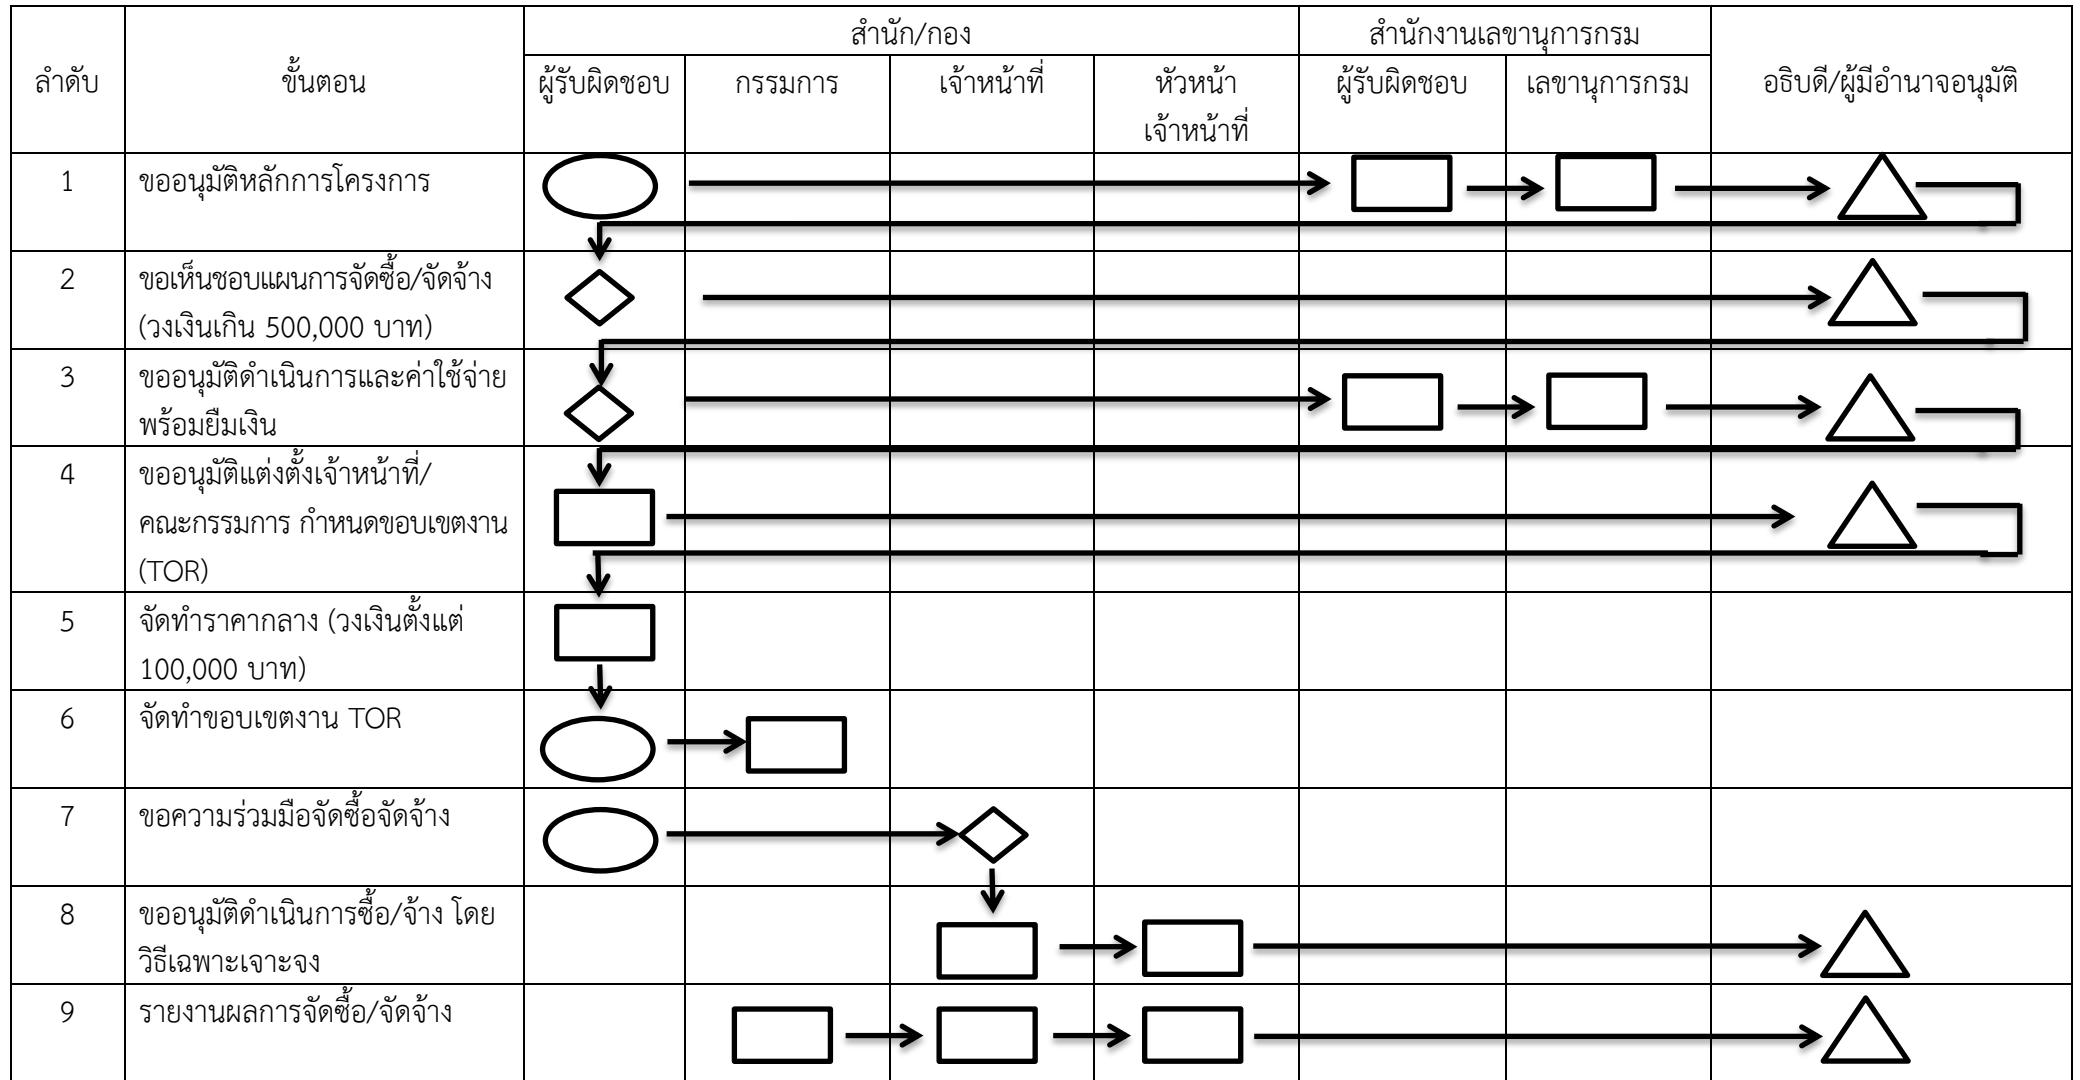 สำนัก/กอง
สำนักงานเลขานุการกรม
ลำดับ
ขั้นตอน
ผู้รับผิดชอบ
กรรมการ
เจ้าหน้าที่
หัวหน้า
เจ้าหน้าที่
ผู้รับผิดชอบ
เลขานุการกรม
อธิบดี/ผู้มีอำนาจอนุมัติ
1
ขออนุมัติหลักการโครงการ
2
ขอเห็นชอบแผนการจัดซื้อ/จัดจ้าง
(วงเงินเกิน 500,000 บาท)
3
ขออนุมัติดำเนินการและค่าใช้จ่าย
พร้อมยืมเงิน
4
ขออนุมัติแต่งตั้งเจ้าหน้าที่/
คณะกรรมการ กำหนดขอบเขตงาน
(TOR)
5
จัดทำราคากลาง (วงเงินตั้งแต่
100,000 บาท)
6
จัดทำขอบเขตงาน TOR
7
ขอความร่วมมือจัดซื้อจัดจ้าง
8
ขออนุมัติดำเนินการซื้อ/จ้าง โดย
วิธีเฉพาะเจาะจง
9
รายงานผลการจัดซื้อ/จัดจ้าง